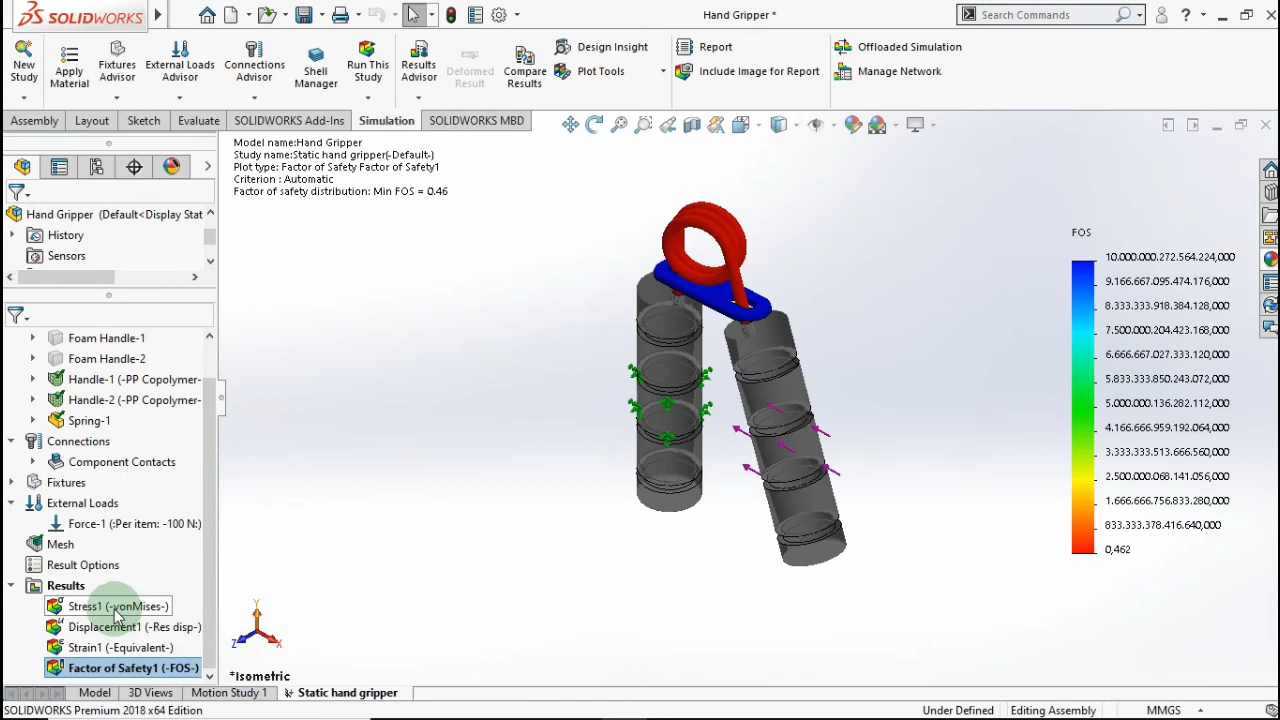 SOLIDWORKS
Hand Gripper *
Search Commands
?
New Study
Apply Material
Fixtures Advisor
External Loads Advisor
Connections Advisor
Shell Manager
Run This Study
Results Advisor
Deformed Result
Compare Results
Design Insight
Plot Tools
Report
Include Image for Report
Offloaded Simulation
Manage Network
Assembly
Layout
Sketch
Evaluate
SOLIDWORKS Add-Ins
Simulation
SOLIDWORKS MBD
Hand Gripper (Default<Display Stat
History
Sensors
Foam Handle-1
Foam Handle-2
Handle-1 (-PP Copolymer-
Handle-2 (-PP Copolymer-
Spring-1
Connections
Component Contacts
Fixtures
External Loads
Force-1 (:Per item: -100 N:)
Mesh
Result Options
Results
Stress1 (-vonMises-)
Displacement1 (-Res disp-)
Strain1 (-Equivalent-)
Factor of Safety1 (-FOS-)
Model name:Hand Gripper
Study name:Static hand gripper(-Default-)
Plot type: Factor of Safety Factor of Safety1
Criterion : Automatic
Factor of safety distribution: Min FOS = 0.46
FOS
10.000.000.272.564.224,000
9.166.667.095.474.176,000
8.333.333.918.384.128,000
7.500.000.204.423.168,000
6.666.667.027.333.120,000
5.833.333.850.243.072,000
5.000.000.136.282.112,000
4.166.666.959.192.064,000
3.333.333.513.666.560,000
2.500.000.068.141.056,000
1.666.666.756.833.280,000
833.333.378.416.640,000
0,462
Y
Z
X
*Isometric
Model
3D Views
Motion Study 1
Static hand gripper
SOLIDWORKS Premium 2018 x64 Edition
Under Defined
Editing Assembly
MMGS